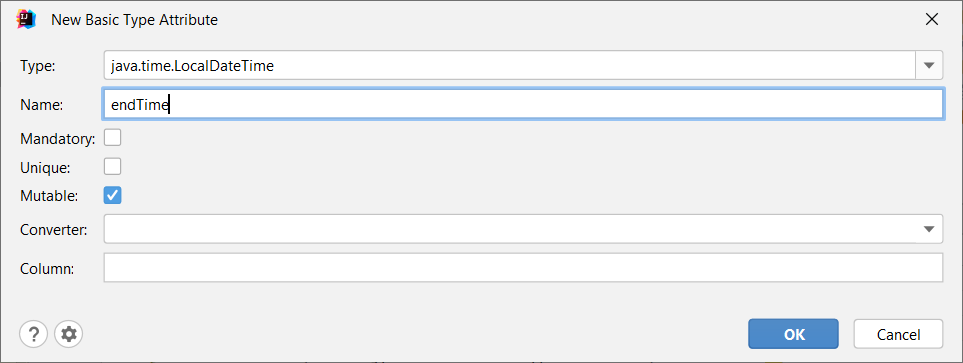 New Basic Type Attribute
Type: java.time.LocalDateTime
Name: endTime
Mandatory:
Unique:
Mutable:
Converter:
Column:
? OK Cancel